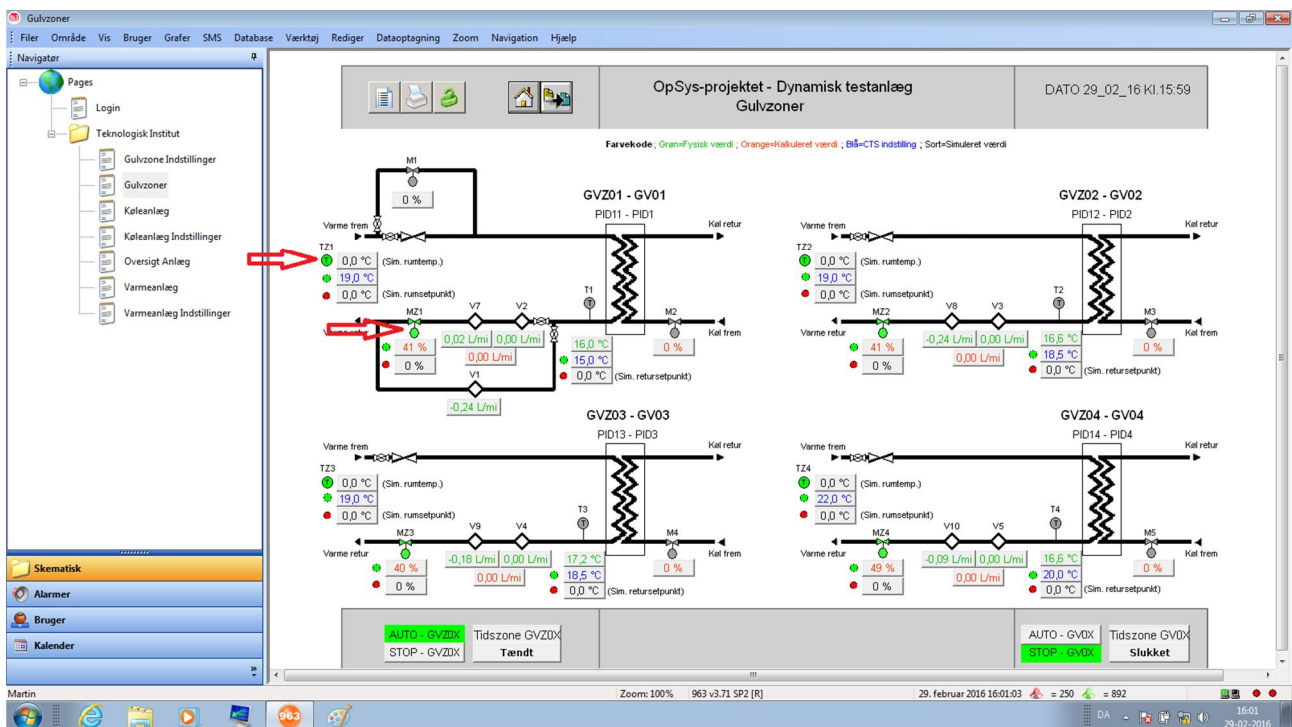 Gulvzoner
Filer Område Vis Bruger Grafer SMS Database Værktøj Rediger Dataoptagning Zoom Navigation Hjælp
Navigatør
Pages
Login
Teknologisk Institut
Gulvzone Indstillinger
Gulvzoner
Køleanlæg
Køleanlæg Indstillinger
Oversigt Anlæg
Varmeanlæg
Varmeanlæg Indstillinger
Skematisk
Alarmer
Bruger
Kalender
OpSys-projektet - Dynamisk testanlæg
Gulvzoner
DATO 29_02_16 Kl.15:59
Farvekode ; Grøn=Fysisk værdi ; Orange=Kalkuleret værdi ; Blå=CTS indstilling ; Sort=Simuleret værdi
M1
0 %
GVZ01 - GV01
PID11 - PID1
Varme frem
Køl retur
TZ1
T
0,0 °C (Sim. rumtemp.)
19,0 °C
0,0 °C (Sim. rumsetpunkt)
T1
T
MZ1
V7
V2
M2
Varme retur
Køl frem
41 %
0 %
0,02 L/mi
0,00 L/mi
0,00 L/mi
16,0 °C
15,0 °C
0,0 °C (Sim. retursetpunkt)
0 %
V1
-0,24 L/mi
GVZ02 - GV02
PID12 - PID2
Varme frem
Køl retur
TZ2
T
0,0 °C (Sim. rumtemp.)
19,0 °C
0,0 °C (Sim. rumsetpunkt)
T2
T
MZ2
V8
V3
M3
Varme retur
Køl frem
41 %
0 %
-0,24 L/mi
0,00 L/mi
0,00 L/mi
16,6 °C
18,5 °C
0,0 °C (Sim. retursetpunkt)
0 %
GVZ03 - GV03
PID13 - PID3
Varme frem
Køl retur
TZ3
T
0,0 °C (Sim. rumtemp.)
19,0 °C
0,0 °C (Sim. rumsetpunkt)
T3
T
MZ3
V9
V4
M4
Varme retur
Køl frem
40 %
0 %
-0,18 L/mi
0,00 L/mi
0,00 L/mi
17,2 °C
18,5 °C
0,0 °C (Sim. retursetpunkt)
0 %
GVZ04 - GV04
PID14 - PID4
Varme frem
Køl retur
TZ4
T
0,0 °C (Sim. rumtemp.)
22,0 °C
0,0 °C (Sim. rumsetpunkt)
T4
T
MZ4
V10
V5
M5
Varme retur
Køl frem
49 %
0 %
-0,09 L/mi
0,00 L/mi
0,00 L/mi
16,6 °C
20,0 °C
0,0 °C (Sim. retursetpunkt)
0 %
AUTO - GVZ0X
STOP - GVZ0X
Tidszone GVZ0X
Tændt
AUTO - GV0X
STOP - GV0X
Tidszone GV0X
Slukket
Martin
Zoom: 100%
963 v3.71 SP2 [R]
29. februar 2016 16:01:03
= 250
= 892
963
DA
16:01
29-02-2016